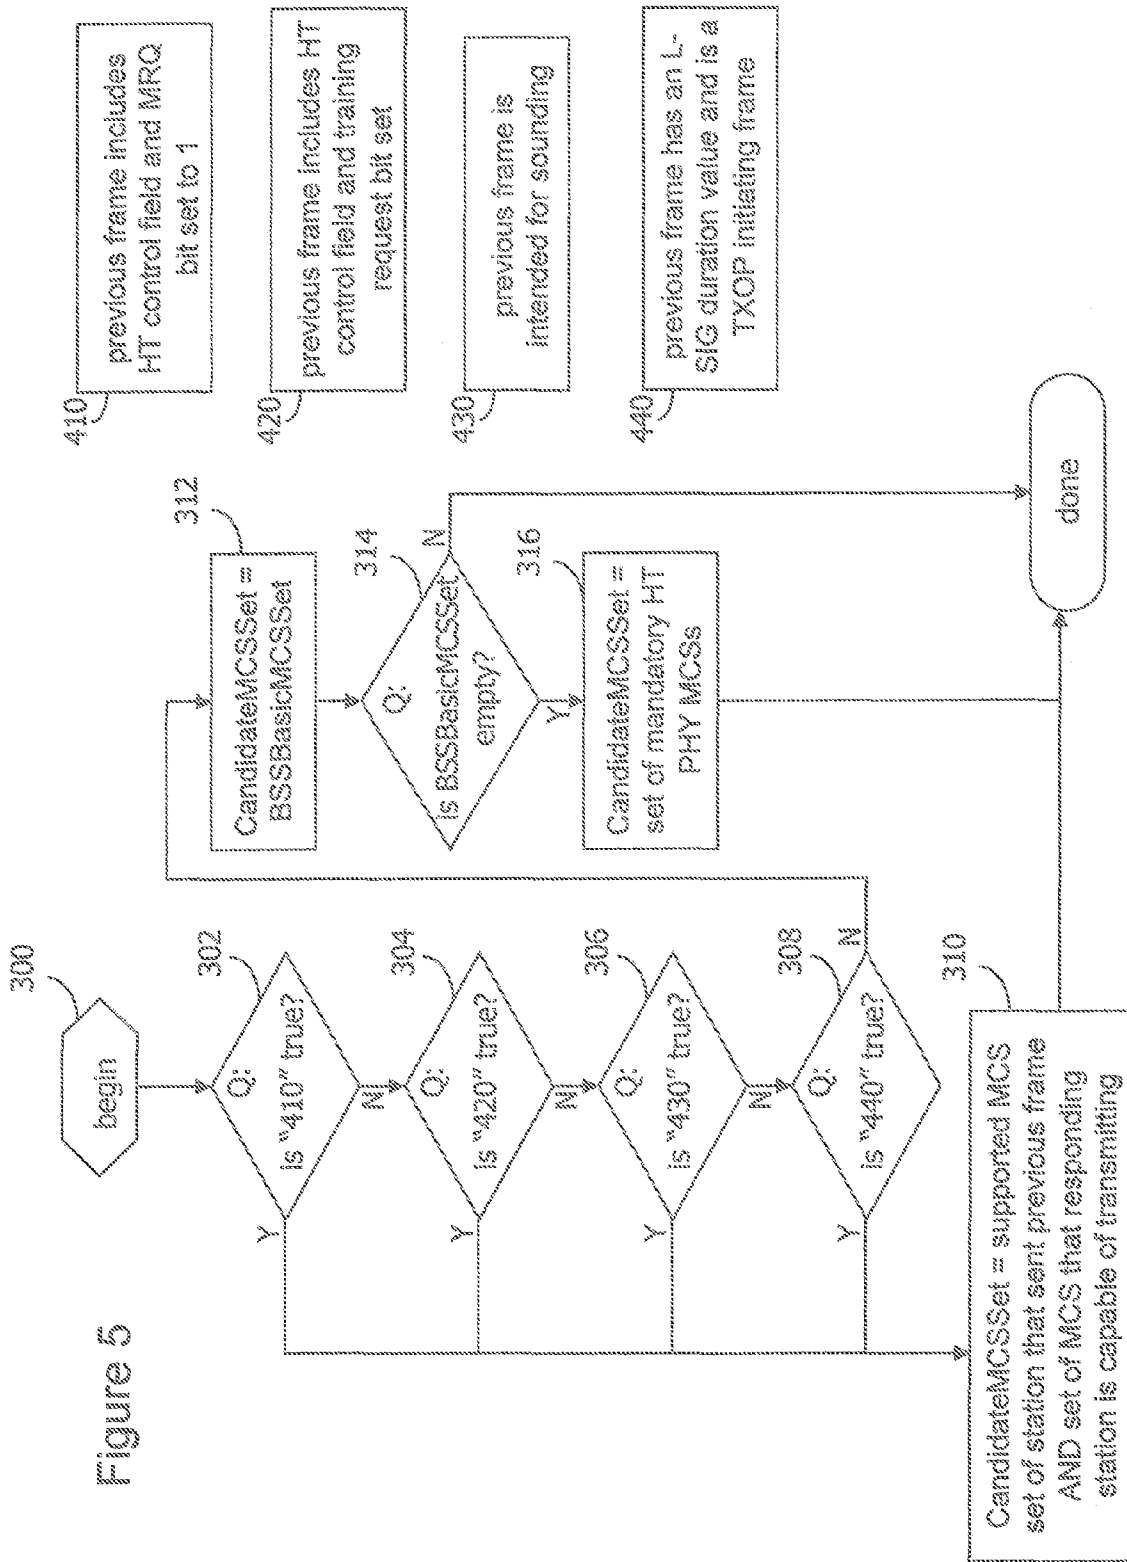 Figure 5
300
begin
302
Q:
is "410" true?
Y
N
304
Q:
is "420" true?
Y
N
306
Q:
is "430" true?
Y
N
308
Q:
is "440" true?
Y
N
310
CandidateMCSSet = supported MCS
set of station that sent previous frame
AND set of MCS that responding
station is capable of transmitting
312
CandidateMCSSet =
BSSBasicMCSSet
314
Q:
is BSSBasicMCSSet
empty?
N
Y
316
CandidateMCSSet =
set of mandatory HT
PHY MCSs
done
410
previous frame includes
HT control field and MRQ
bit set to 1
420
previous frame includes HT
control field and training
request bit set
430
previous frame is
intended for sounding
440
previous frame has an L-
SIG duration value and is a
TXOP initiating frame